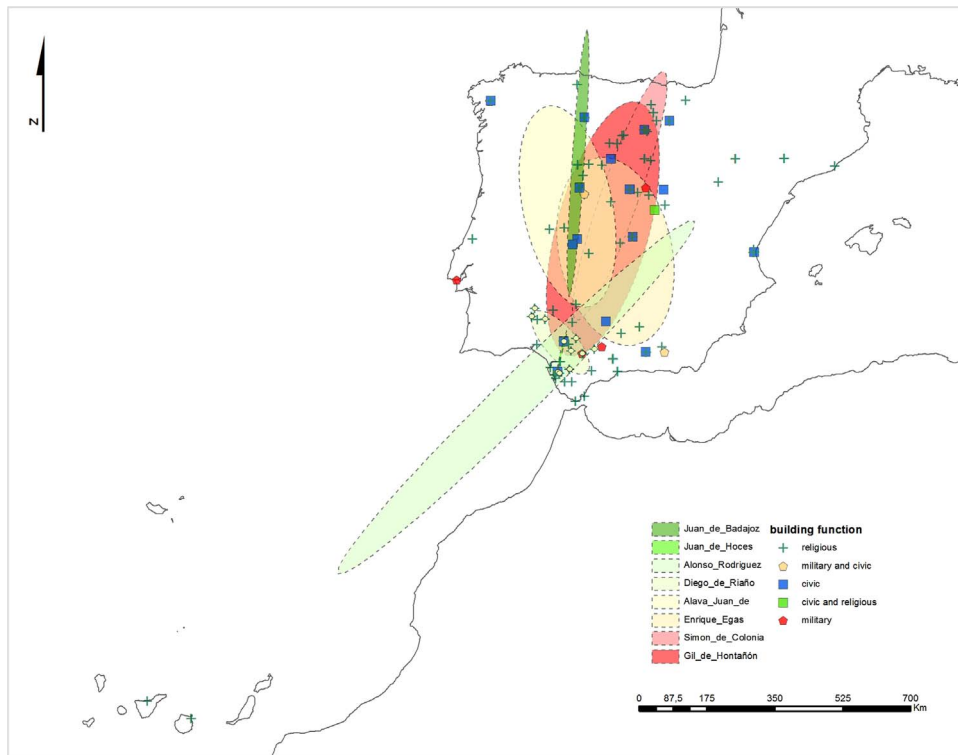 N
Juan_de_Badajoz
Juan_de_Hoces
Alonso_Rodríguez
Diego_de_Riaño
Alava_Juan_de
Enrique_Egas
Simon_de_Colonia
Gil_de_Hontañón
building function
religious
military and civic
civic
civic and religious
military
0 87,5 175 350 525 700
Km